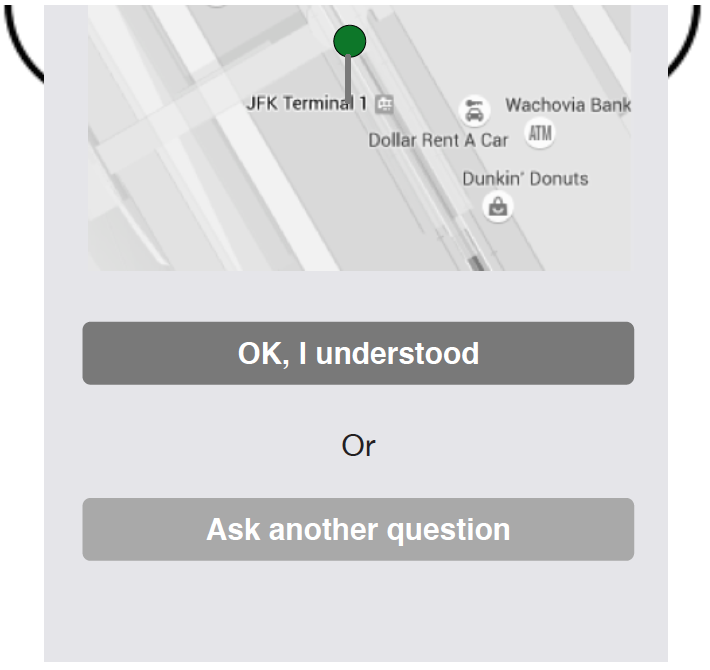 JFK Terminal 1
Wachovia Bank
ATM
Dollar Rent A Car
Dunkin' Donuts
OK, I understood
Or
Ask another question